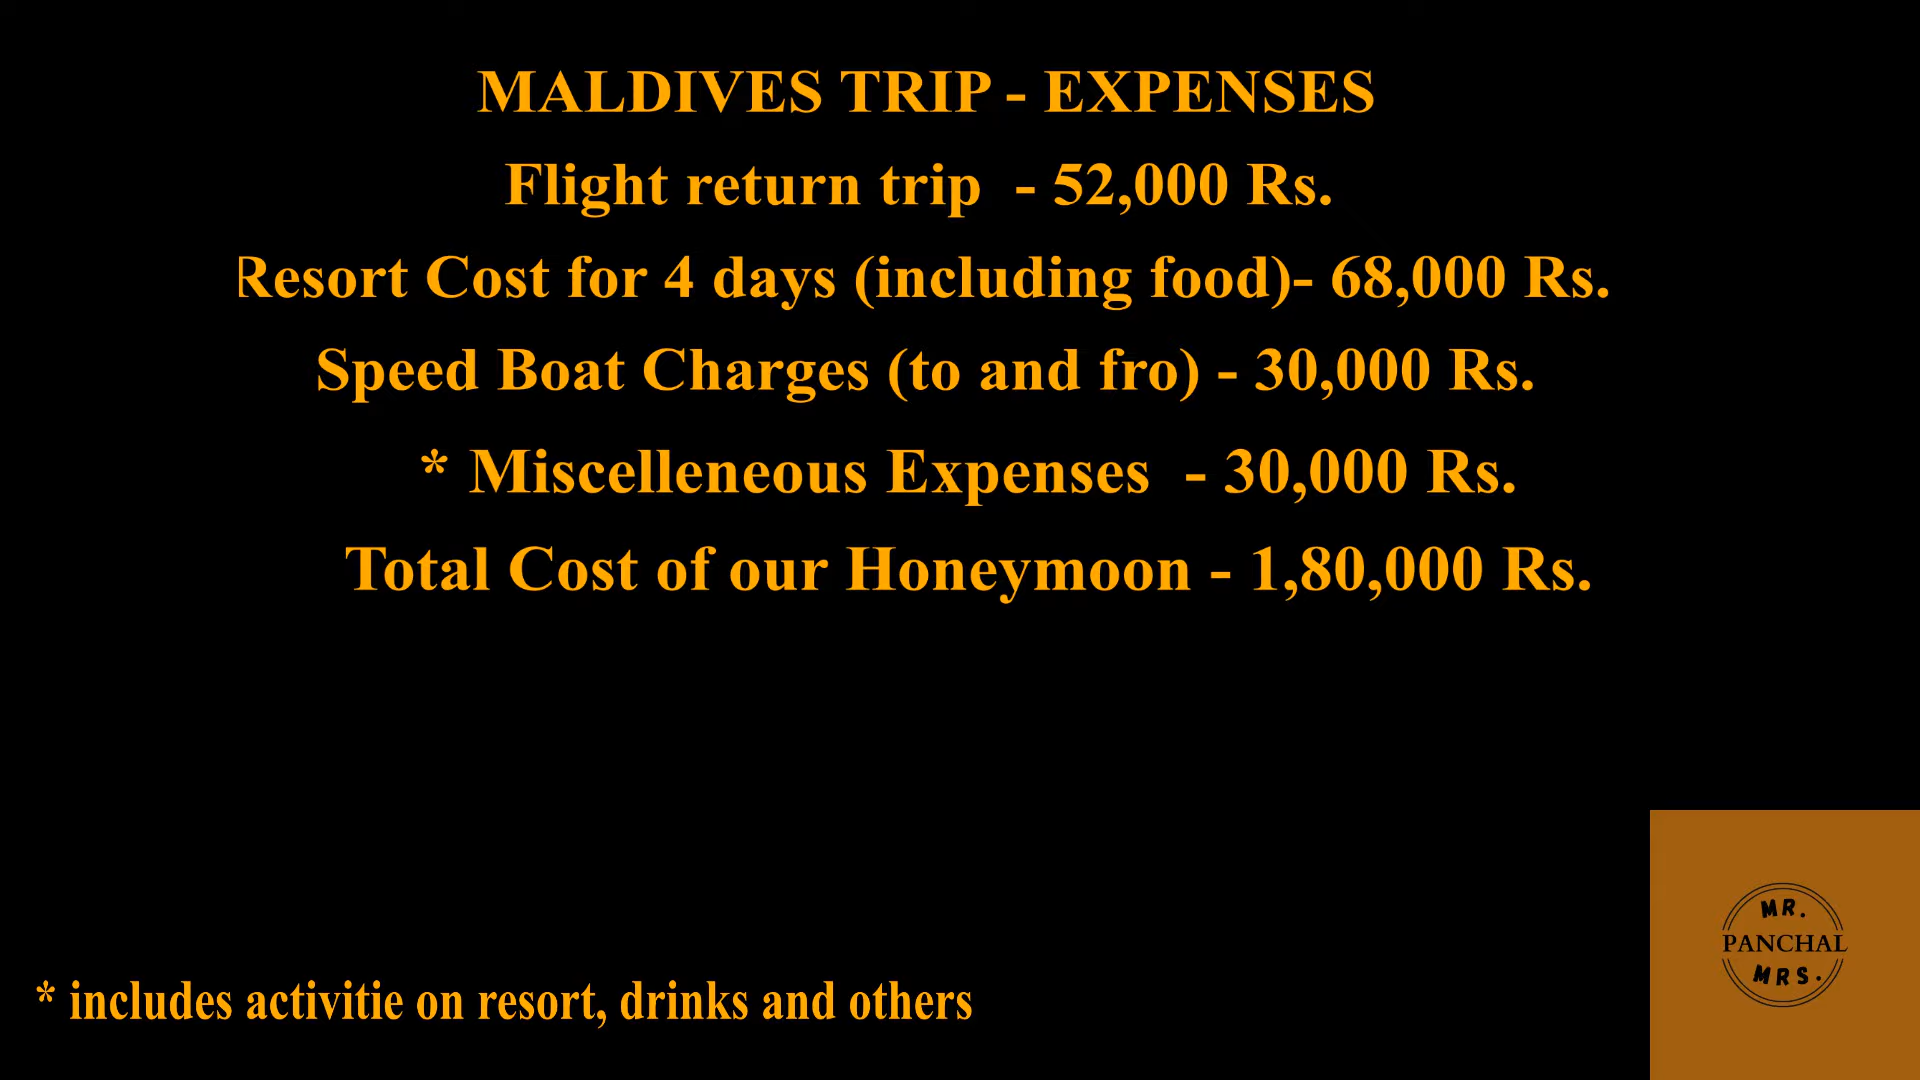 MALDIVES TRIP - EXPENSES
Flight return trip  - 52,000 Rs.
Resort Cost for 4 days (including food)- 68,000 Rs.
Speed Boat Charges (to and fro) - 30,000 Rs.
* Miscelleneous Expenses  - 30,000 Rs.
Total Cost of our Honeymoon - 1,80,000 Rs.
MR.
PANCHAL
MRS.
* includes activitie on resort, drinks and others